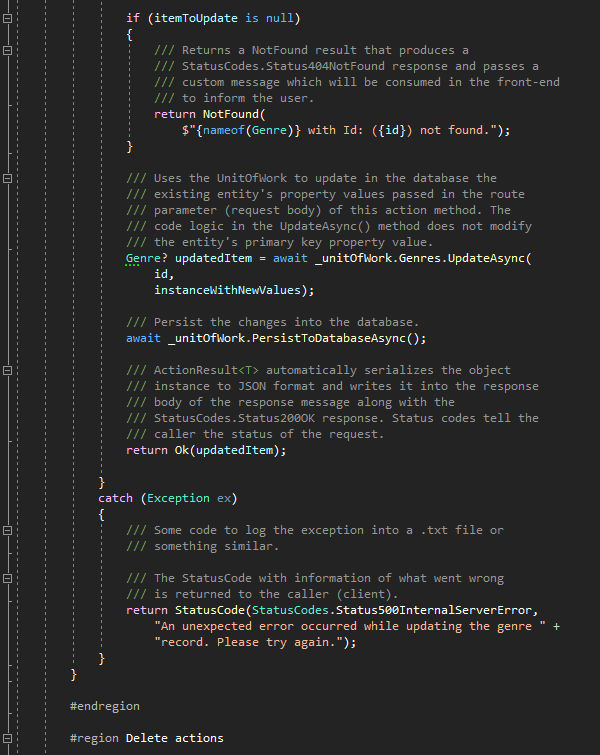 if (itemToUpdate is null)
{
/// Returns a NotFound result that produces a
/// StatusCodes.Status404NotFound response and passes a
/// custom message which will be consumed in the front-end
/// to inform the user.
return NotFound(
$"{nameof(Genre)} with Id: ({id}) not found.");
}
/// Uses the UnitOfWork to update in the database the
/// existing entity's property values passed in the route
/// parameter (request body) of this action method. The
/// code logic in the UpdateAsync() method does not modify
/// the entity's primary key property value.
Genre? updatedItem = await _unitOfWork.Genres.UpdateAsync(
id,
instanceWithNewValues);
/// Persist the changes into the database.
await _unitOfWork.PersistToDatabaseAsync();
/// ActionResult<T> automatically serializes the object
/// instance to JSON format and writes it into the response
/// body of the response message along with the
/// StatusCodes.Status200OK response. Status codes tell the
/// caller the status of the request.
return Ok(updatedItem);
}
catch (Exception ex)
{
/// Some code to log the exception into a .txt file or
/// something similar.
/// The StatusCode with information of what went wrong
/// is returned to the caller (client).
return StatusCode(StatusCodes.Status500InternalServerError,
"An unexpected error occurred while updating the genre " +
"record. Please try again.");
}
}
#endregion
#region Delete actions